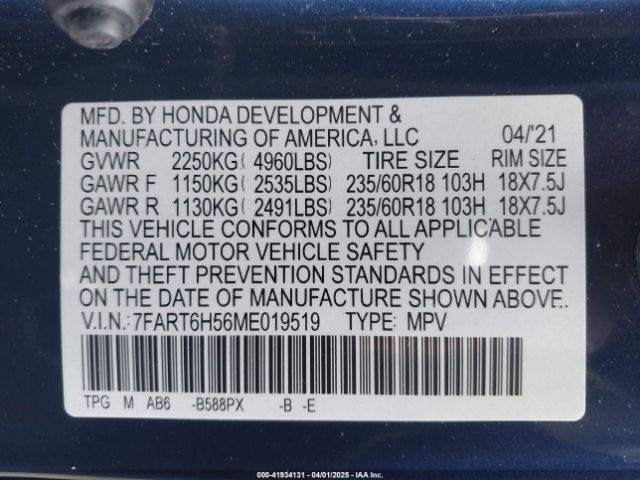 MFD. BY HONDA DEVELOPMENT &
MANUFACTURING OF AMERICA, LLC 04/'21
GVWR 2250KG( 4960LBS) TIRE SIZE RIM SIZE
GAWR F 1150KG( 2535LBS) 235/60R18 103H 18X7.5J
GAWR R 1130KG( 2491LBS) 235/60R18 103H 18X7.5J
THIS VEHICLE CONFORMS TO ALL APPLICABLE
FEDERAL MOTOR VEHICLE SAFETY
AND THEFT PREVENTION STANDARDS IN EFFECT
ON THE DATE OF MANUFACTURE SHOWN ABOVE..
V.I.N.:7FART6H56ME019519 TYPE: MPV
TPG M AB6 -B588PX -B -E
000-41934131 - 04/01/2025 - IAA Inc.